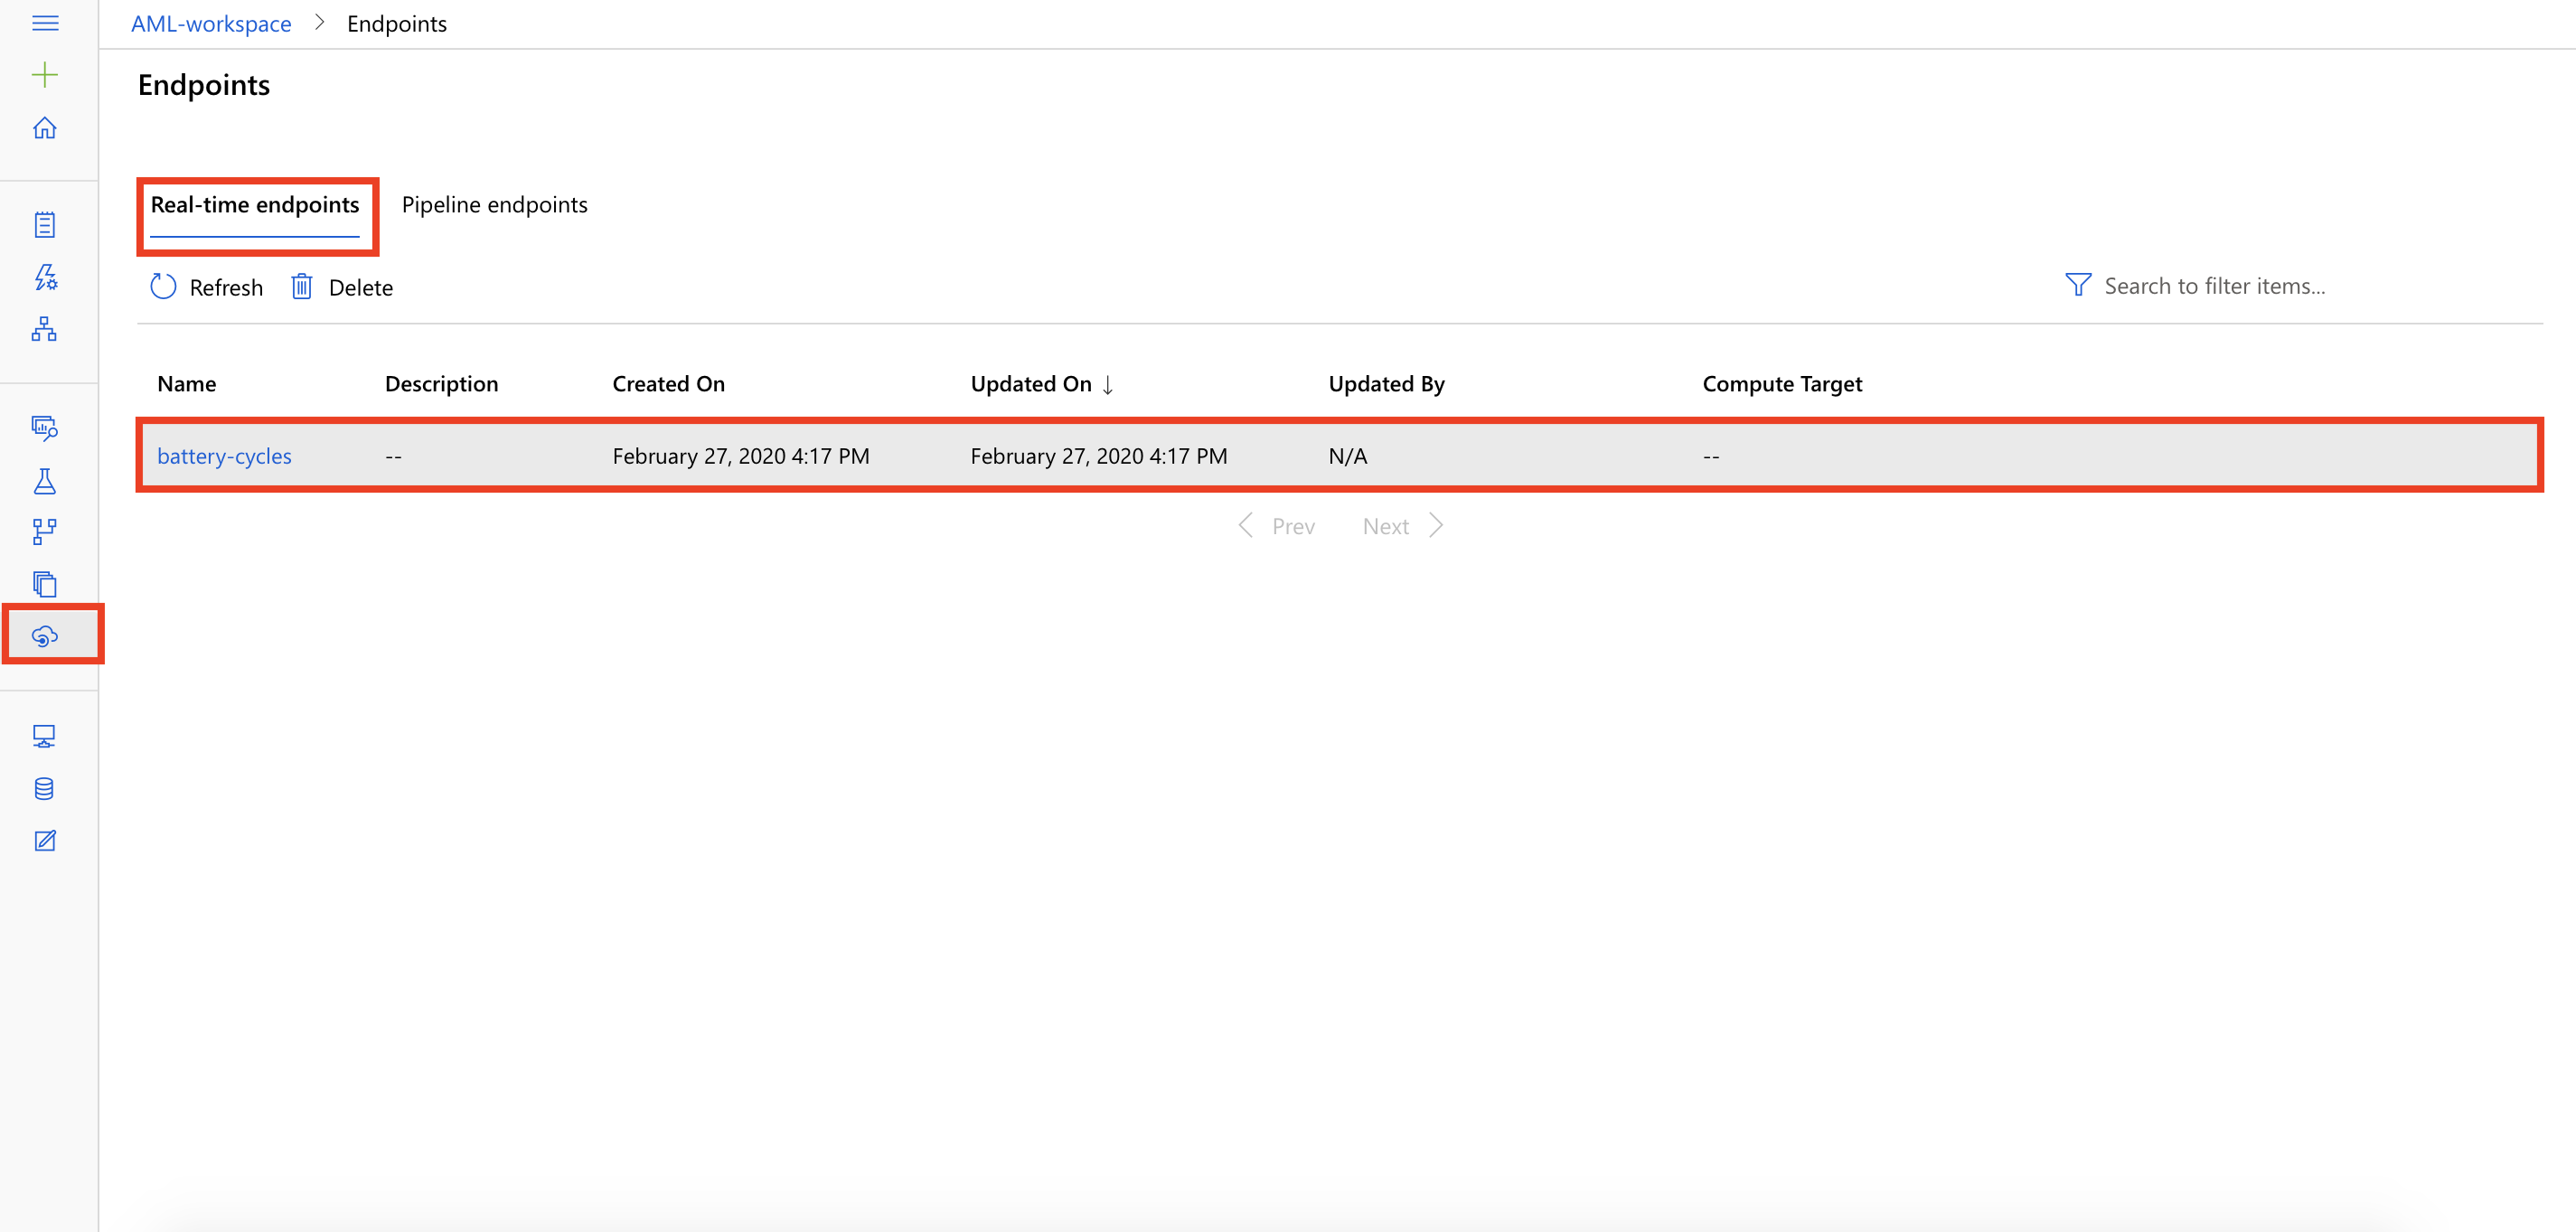 AML-workspace > Endpoints
Endpoints
Real-time endpoints Pipeline endpoints
Refresh Delete Search to filter items...
Name Description Created On Updated On ↓ Updated By Compute Target
battery-cycles -- February 27, 2020 4:17 PM February 27, 2020 4:17 PM N/A --
< Prev Next >